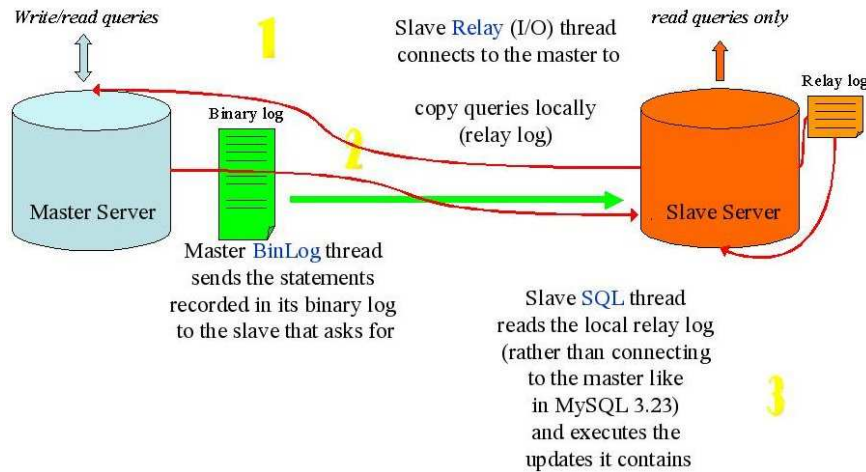 Write/read queries
1
Slave Relay (I/O) thread
connects to the master to
read queries only
Relay log
copy queries locally
(relay log)
Binary log
2
Master Server
Slave Server
Master BinLog thread
sends the statements
recorded in its binary log
to the slave that asks for
Slave SQL thread
reads the local relay log
(rather than connecting
to the master like
in MySQL 3.23)
and executes the
updates it contains
3